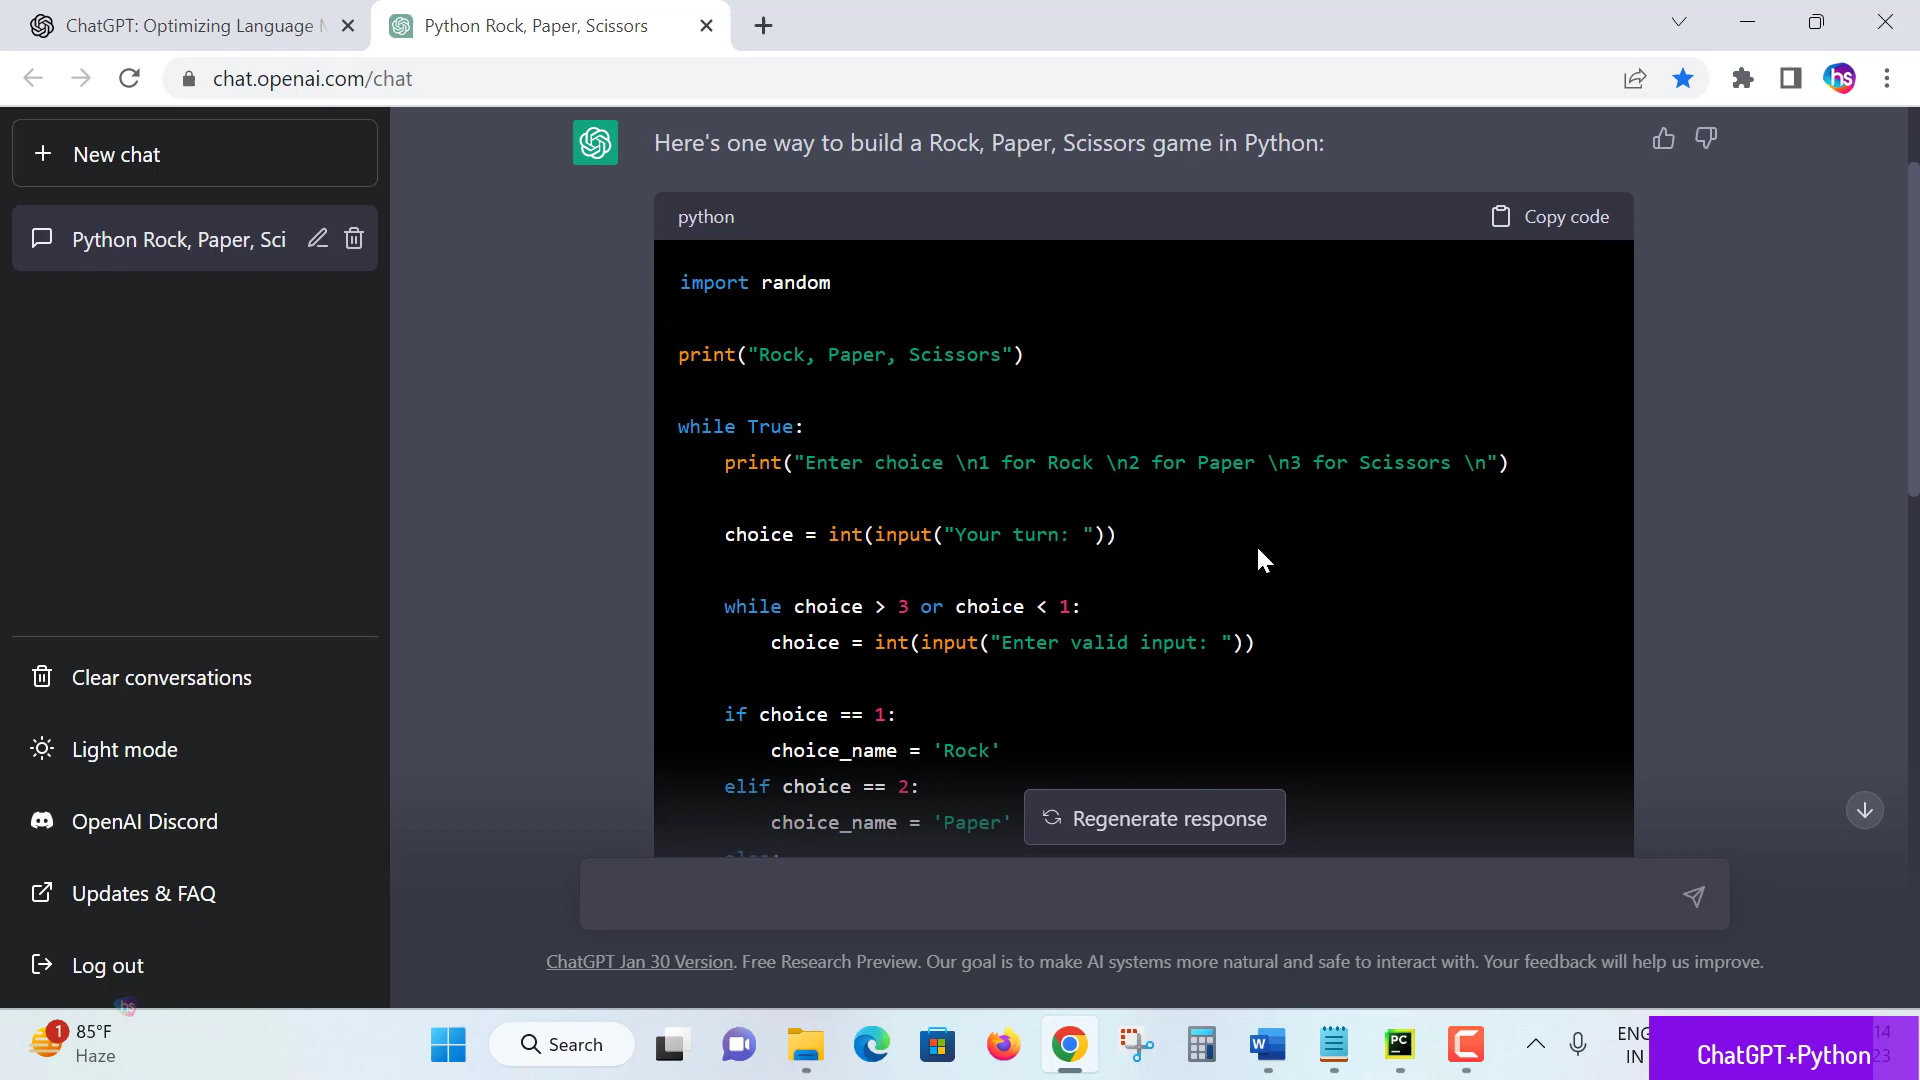 ChatGPT: Optimizing Language
Python Rock, Paper, Scissors
chat.openai.com/chat
hs
New chat
Python Rock, Paper, Sci
Clear conversations
Light mode
OpenAI Discord
Updates & FAQ
Log out
Here's one way to build a Rock, Paper, Scissors game in Python:
python
Copy code
import random
print("Rock, Paper, Scissors")
while True:
print("Enter choice \n1 for Rock \n2 for Paper \n3 for Scissors \n")
choice = int(input("Your turn: "))
while choice > 3 or choice < 1:
choice = int(input("Enter valid input: "))
if choice == 1:
choice_name = 'Rock'
elif choice == 2:
choice_name = 'Paper'
else:
Regenerate response
ChatGPT Jan 30 Version. Free Research Preview. Our goal is to make AI systems more natural and safe to interact with. Your feedback will help us improve.
hs
1
85°F
Haze
Search
W
PC
ENG
IN
ChatGPT+Python